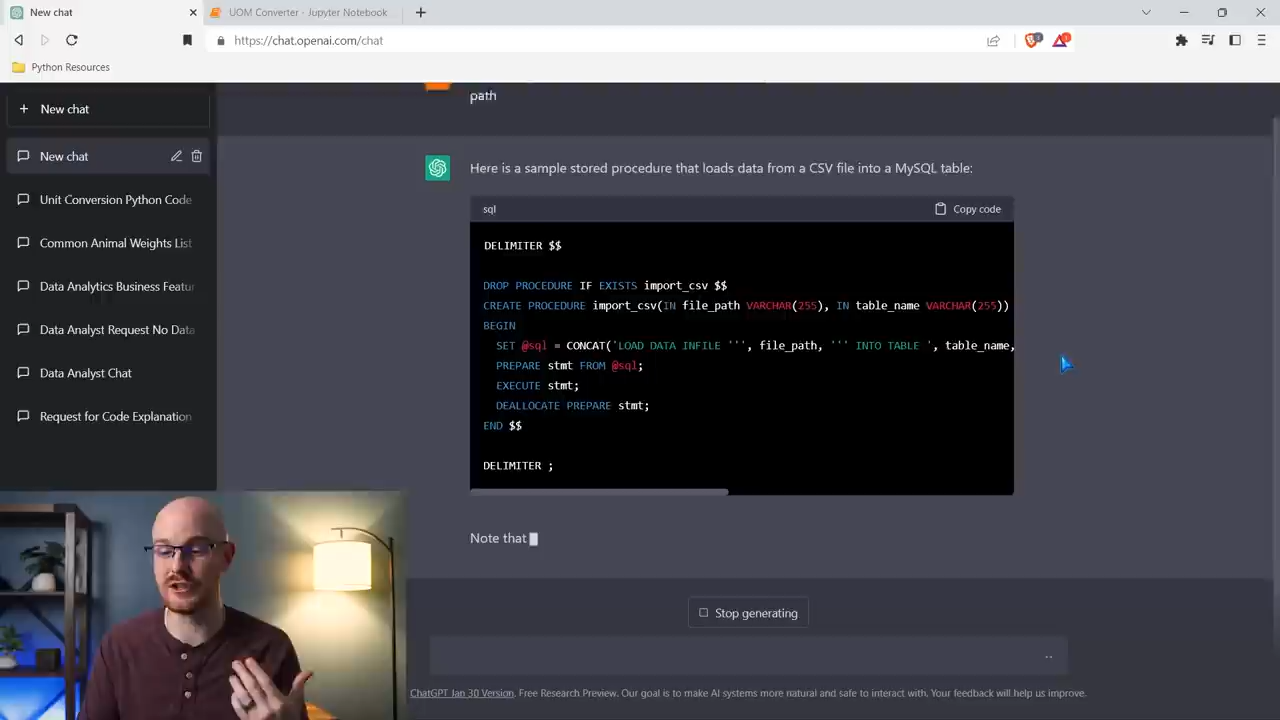 New chat
UOM Converter - Jupyter Notebook
https://chat.openai.com/chat
Python Resources
New chat
New chat
Unit Conversion Python Code
Common Animal Weights List
Data Analytics Business Featur
Data Analyst Request No Data
Data Analyst Chat
Request for Code Explanation
path
Here is a sample stored procedure that loads data from a CSV file into a MySQL table:
sql
Copy code
DELIMITER $$
DROP PROCEDURE IF EXISTS import_csv $$
CREATE PROCEDURE import_csv(IN file_path VARCHAR(255), IN table_name VARCHAR(255))
BEGIN
SET @sql = CONCAT('LOAD DATA INFILE ''', file_path, ''' INTO TABLE ', table_name,
PREPARE stmt FROM @sql;
EXECUTE stmt;
DEALLOCATE PREPARE stmt;
END $$
DELIMITER ;
Note that
Stop generating
ChatGPT Jan 30 Version. Free Research Preview. Our goal is to make AI systems more natural and safe to interact with. Your feedback will help us improve.